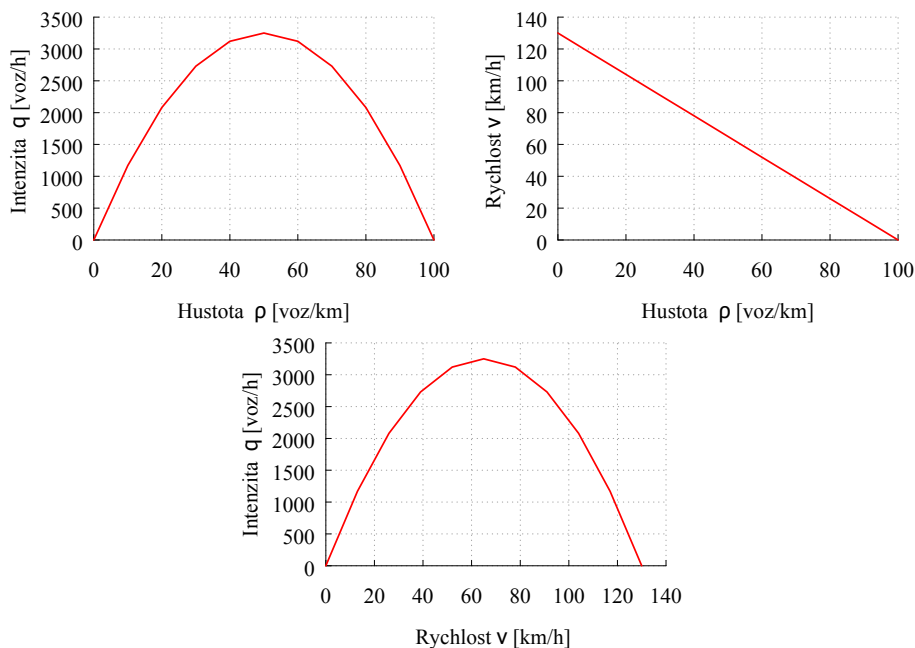 Intenzita q [voz/h]
3500
3000
2500
2000
1500
1000
500
0
0 20 40 60 80 100
Hustota ρ [voz/km]
Rychlost v [km/h]
140
120
100
80
60
40
20
0
0 20 40 60 80 100
Hustota ρ [voz/km]
Intenzita q [voz/h]
3500
3000
2500
2000
1500
1000
500
0
0 20 40 60 80 100 120 140
Rychlost v [km/h]